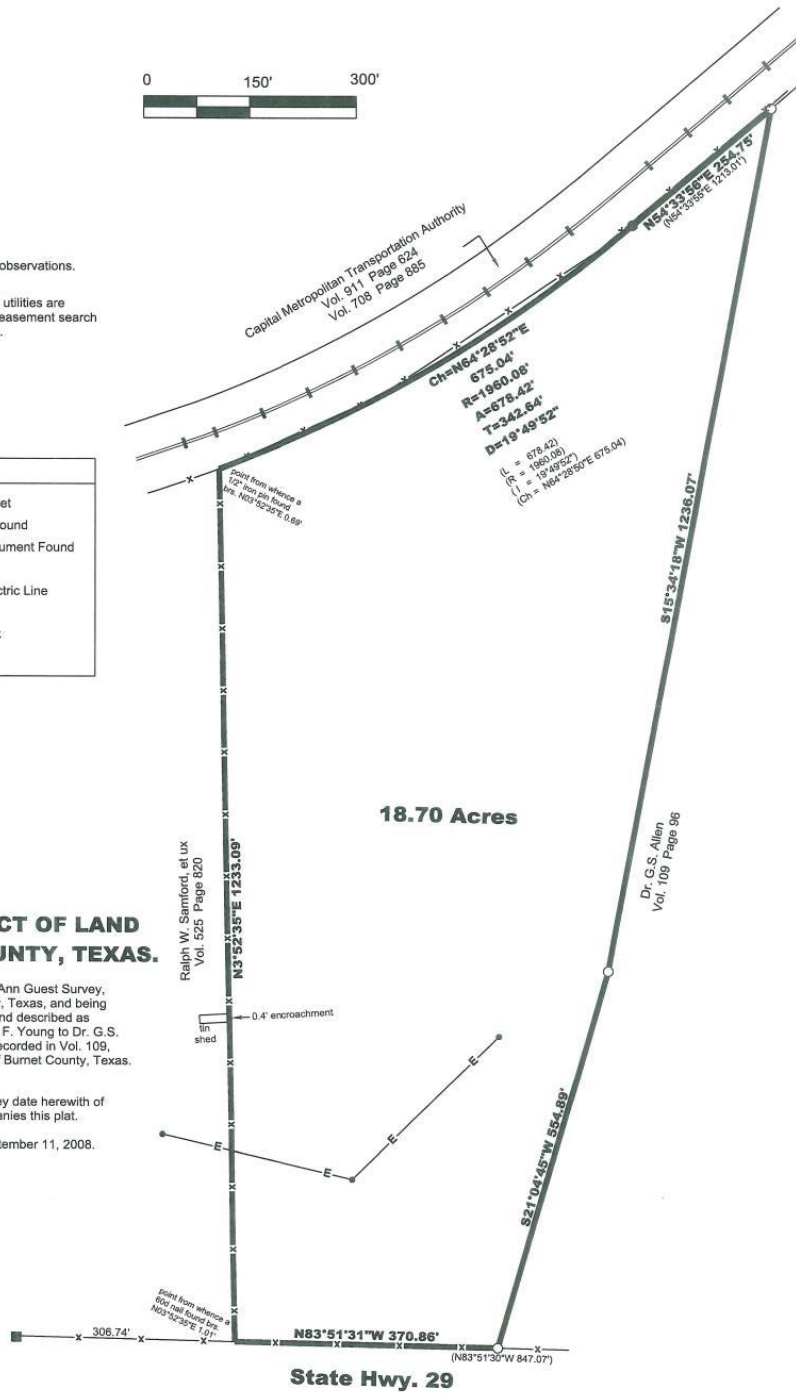 0 150' 300'
observations.
utilities are
easement search
Capital Metropolitan Transportation Authority
Vol. 911 Page 624
Vol. 708 Page 885
N54°33'56"E 254.75'
(N54°33'55"E 1213.01')
Ch=N64°28'52"E
675.04'
R=1960.08'
A=678.42'
T=342.64'
D=19°49'52"
(L = 678.42)
(R = 1960.08)
(I = 19°49'52")
(Ch = N64°28'50"E 675.04)
point from whence a
1/2" iron pin found
brs. N03°52'35"E 0.69'
et
ound
ument Found
ctric Line
S15°34'18"W 1236.07'
18.70 Acres
Ralph W. Samford, et ux
Vol. 525 Page 820
N3°52'35"E 1233.09'
Dr. G.S. Allen
Vol. 109 Page 96
CT OF LAND
UNTY, TEXAS.
Ann Guest Survey,
, Texas, and being
nd described as
F. Young to Dr. G.S.
ecorded in Vol. 109,
f Burnet County, Texas.
ey date herewith of
anies this plat.
tember 11, 2008.
tin
shed
0.4' encroachment
E
E
E
S21°04'45"W 554.89'
point from whence a
60d nail found brs.
N03°52'35"E 1.01'
306.74'
N83°51'31"W 370.86'
(N83°51'30"W 847.07')
State Hwy. 29